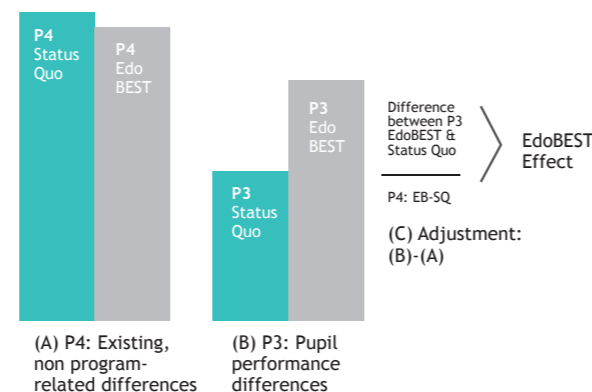 P4
Status
Quo
P4
Edo
BEST
P3
Status
Quo
P3
Edo
BEST
Difference
between P3
EdoBEST &
Status Quo
P4: EB-SQ
EdoBEST
Effect
(C) Adjustment:
(B)-(A)
(A) P4: Existing,
non program-
related differences
(B) P3: Pupil
performance
differences